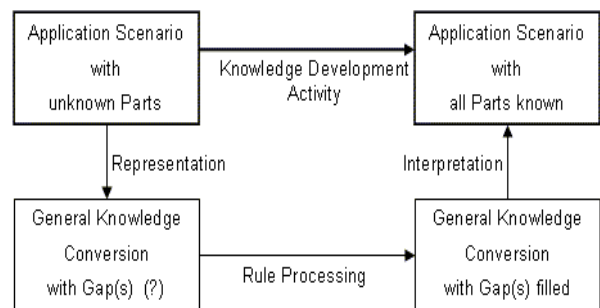 Application Scenario
with
unknown Parts
Knowledge Development
Activity
Application Scenario
with
all Parts known
Representation
Interpretation
General Knowledge
Conversion
with Gap(s) (?)
Rule Processing
General Knowledge
Conversion
with Gap(s) filled